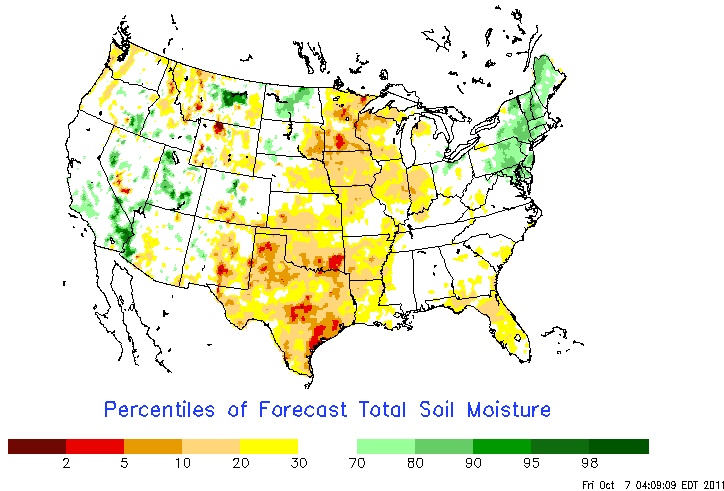 Percentiles of Forecast Total Soil Moisture
2 5 10 20 30 70 80 90 95 98
Fri Oct 7 04:09:09 EDT 2011